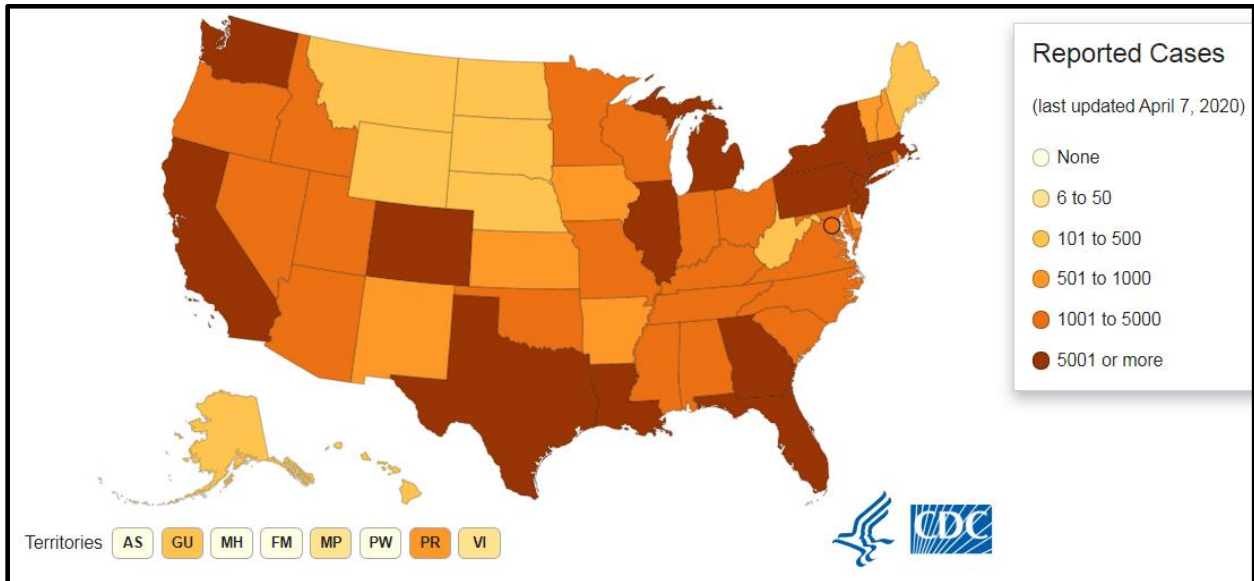 Reported Cases
(last updated April 7, 2020)
None
6 to 50
101 to 500
501 to 1000
1001 to 5000
5001 or more
Territories AS GU MH FM MP PW PR VI
CDC